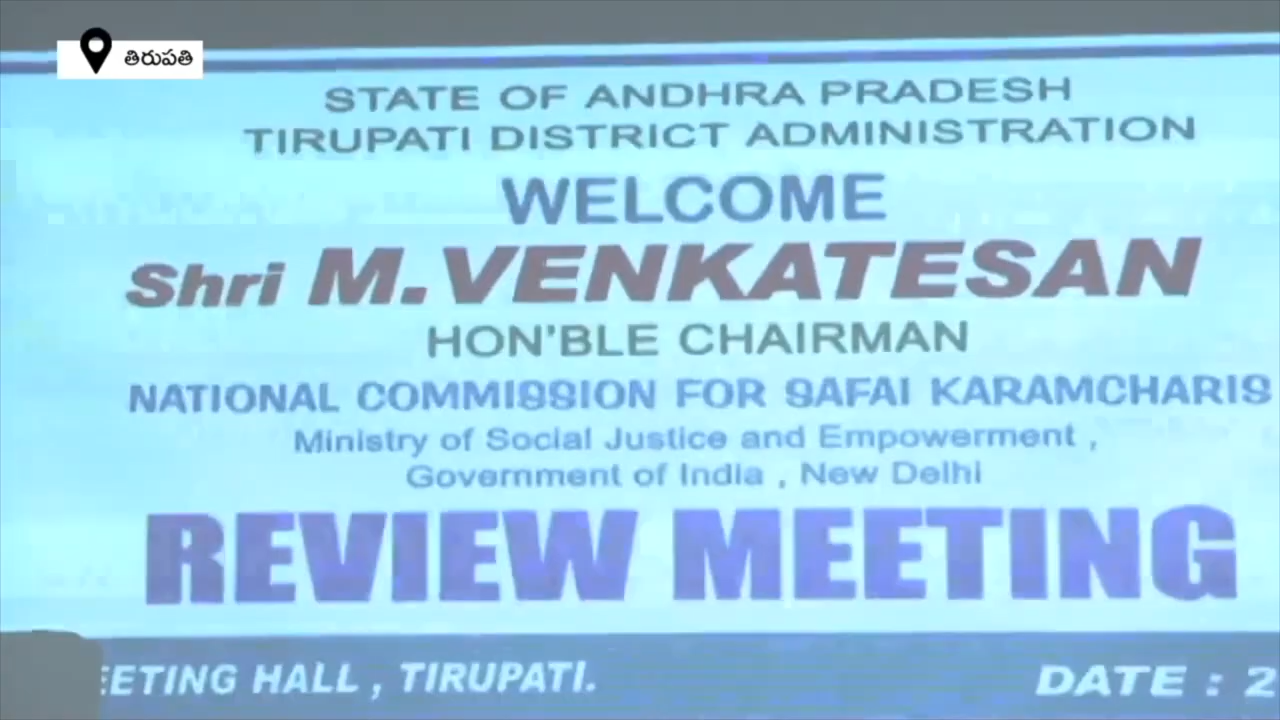 తిరుపతి
STATE OF ANDHRA PRADESH
TIRUPATI DISTRICT ADMINISTRATION
WELCOME
Shri M.VENKATESAN
HON'BLE CHAIRMAN
NATIONAL COMMISSION FOR SAFAI KARAMCHARIS
Ministry of Social Justice and Empowerment ,
Government of India , New Delhi
REVIEW MEETING
HALL , TIRUPATI.
DATE : 2